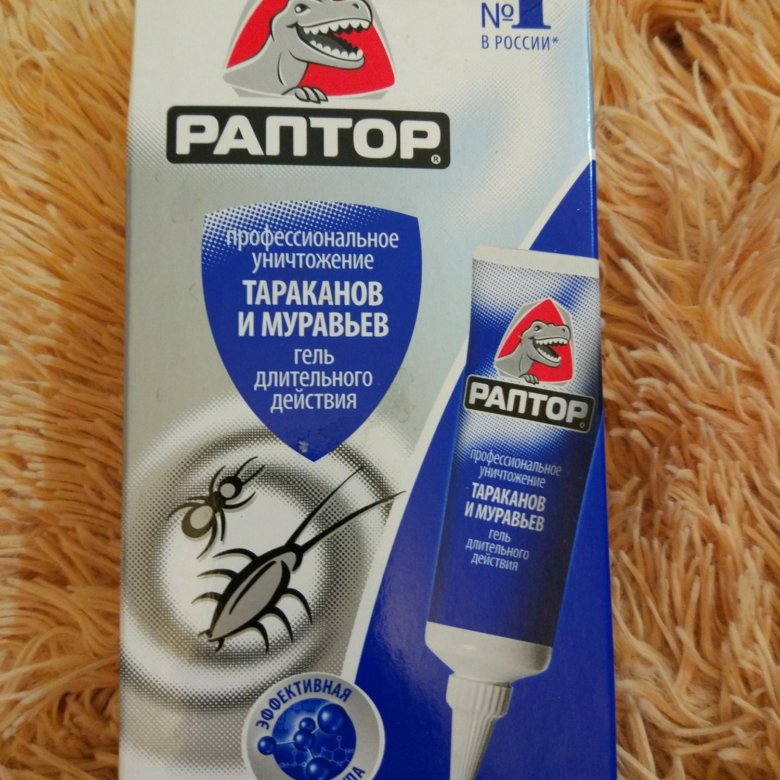 №1
В РОССИИ*
РАПТОР®
профессиональное
уничтожение
ТАРАКАНОВ
И МУРАВЬЕВ
гель
длительного
действия
РАПТОР®
профессиональное
уничтожение
ТАРАКАНОВ
И МУРАВЬЕВ
гель
длительного
действия
ЭФФЕКТИВНАЯ